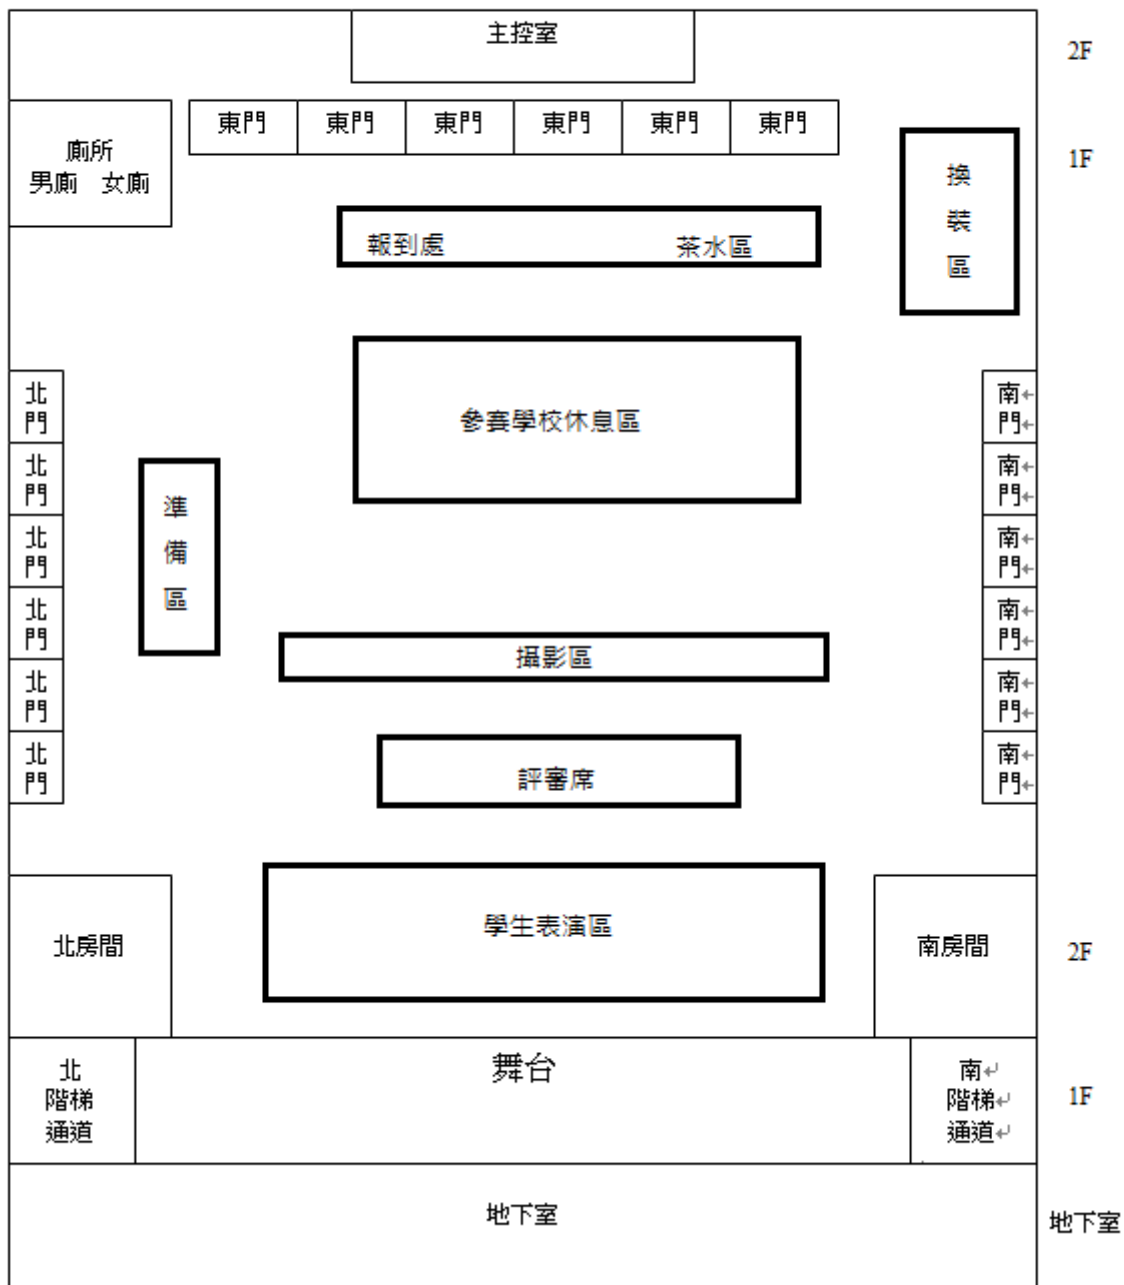 主控室
2F
東門 東門 東門 東門 東門 東門
1F
廁所
男廁 女廁
換
裝
區
報到處 茶水區
北
門
北
門
北
門
北
門
北
門
北
門
參賽學校休息區
南
門
南
門
南
門
南
門
南
門
南
門
準
備
區
攝影區
評審席
學生表演區
北房間
南房間
2F
北
階梯
通道
舞台
南
階梯
通道
1F
地下室
地下室